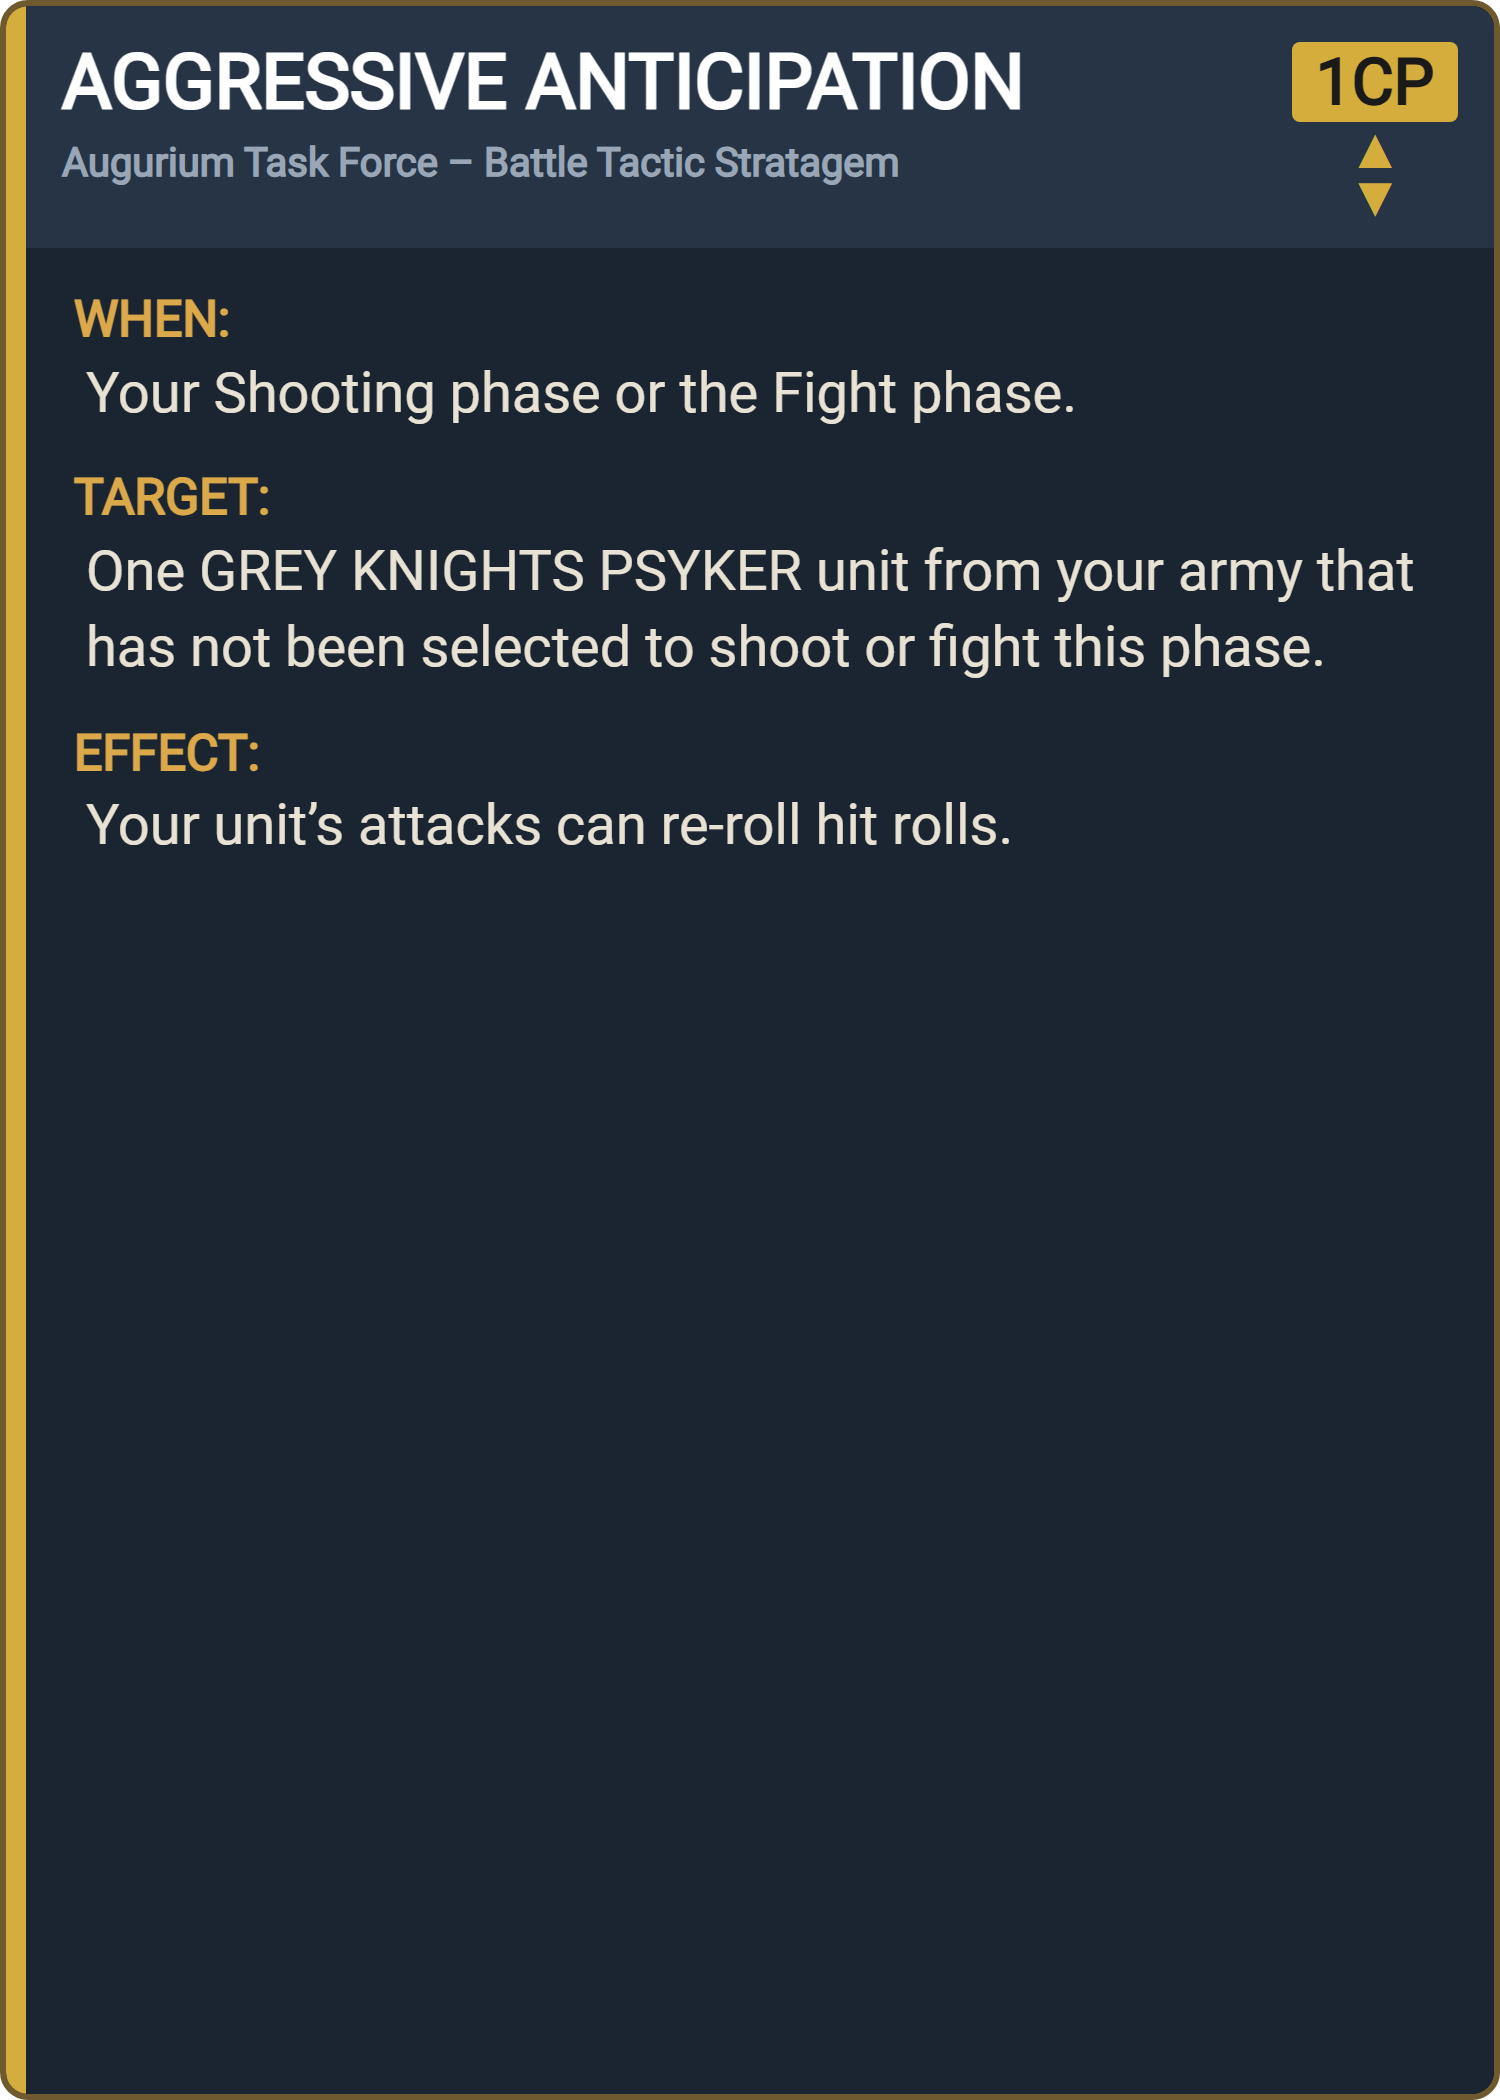 AGGRESSIVE ANTICIPATION
1CP
Augurium Task Force – Battle Tactic Stratagem
WHEN:
Your Shooting phase or the Fight phase.
TARGET:
One GREY KNIGHTS PSYKER unit from your army that
has not been selected to shoot or fight this phase.
EFFECT:
Your unit’s attacks can re-roll hit rolls.